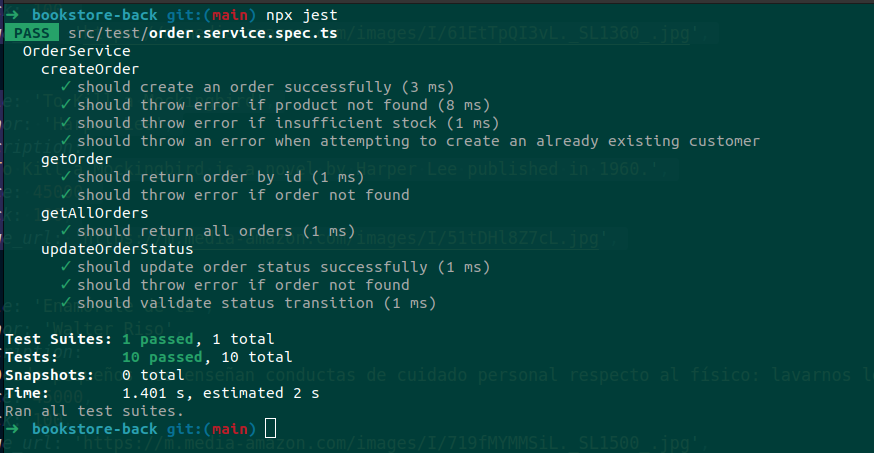 ➜ bookstore-back git:(main) npx jest
PASS src/test/order.service.spec.ts
OrderService
createOrder
✓ should create an order successfully (3 ms)
✓ should throw error if product not found (8 ms)
✓ should throw error if insufficient stock (1 ms)
✓ should throw an error when attempting to create an already existing customer
getOrder
✓ should return order by id (1 ms)
✓ should throw error if order not found
getAllOrders
✓ should return all orders (1 ms)
updateOrderStatus
✓ should update order status successfully (1 ms)
✓ should throw error if order not found
✓ should validate status transition (1 ms)
Test Suites: 1 passed, 1 total
Tests: 10 passed, 10 total
Snapshots: 0 total
Time: 1.401 s, estimated 2 s
Ran all test suites.
➜ bookstore-back git:(main)